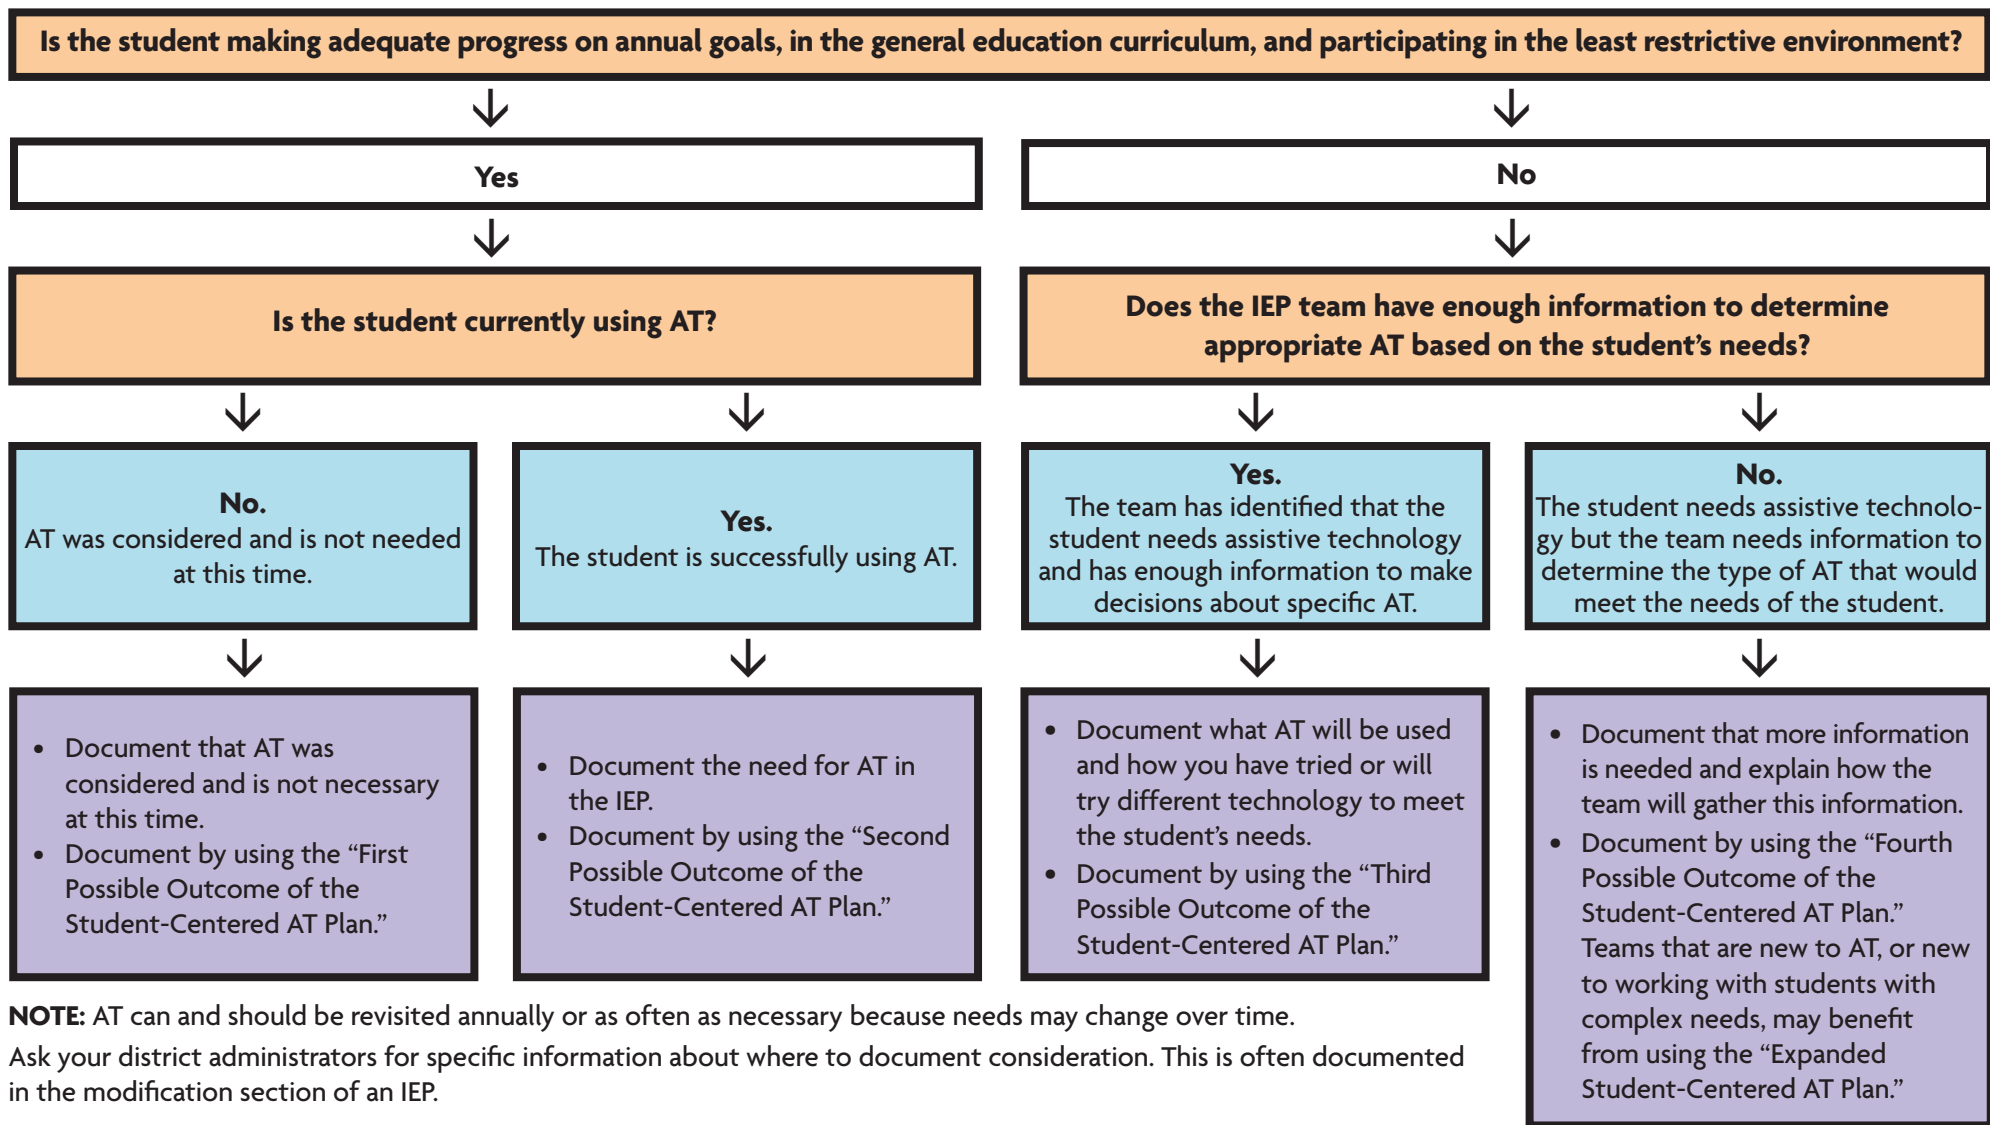 Is the student making adequate progress on annual goals, in the general education curriculum, and participating in the least restrictive environment?
Yes
No
Is the student currently using AT?
Does the IEP team have enough information to determine
appropriate AT based on the student’s needs?
No.
AT was considered and is not needed
at this time.
Yes.
The student is successfully using AT.
Yes.
The team has identified that the
student needs assistive technology
and has enough information to make
decisions about specific AT.
No.
The student needs assistive technolo-
gy but the team needs information to
determine the type of AT that would
meet the needs of the student.
• Document that AT was
considered and is not necessary
at this time.
• Document by using the “First
Possible Outcome of the
Student-Centered AT Plan.”
• Document the need for AT in
the IEP.
• Document by using the “Second
Possible Outcome of the
Student-Centered AT Plan.”
• Document what AT will be used
and how you have tried or will
try different technology to meet
the student’s needs.
• Document by using the “Third
Possible Outcome of the
Student-Centered AT Plan.”
• Document that more information
is needed and explain how the
team will gather this information.
• Document by using the “Fourth
Possible Outcome of the
Student-Centered AT Plan.”
Teams that are new to AT, or new
to working with students with
complex needs, may benefit
from using the “Expanded
Student-Centered AT Plan.”
NOTE: AT can and should be revisited annually or as often as necessary because needs may change over time.
Ask your district administrators for specific information about where to document consideration. This is often documented
in the modification section of an IEP.